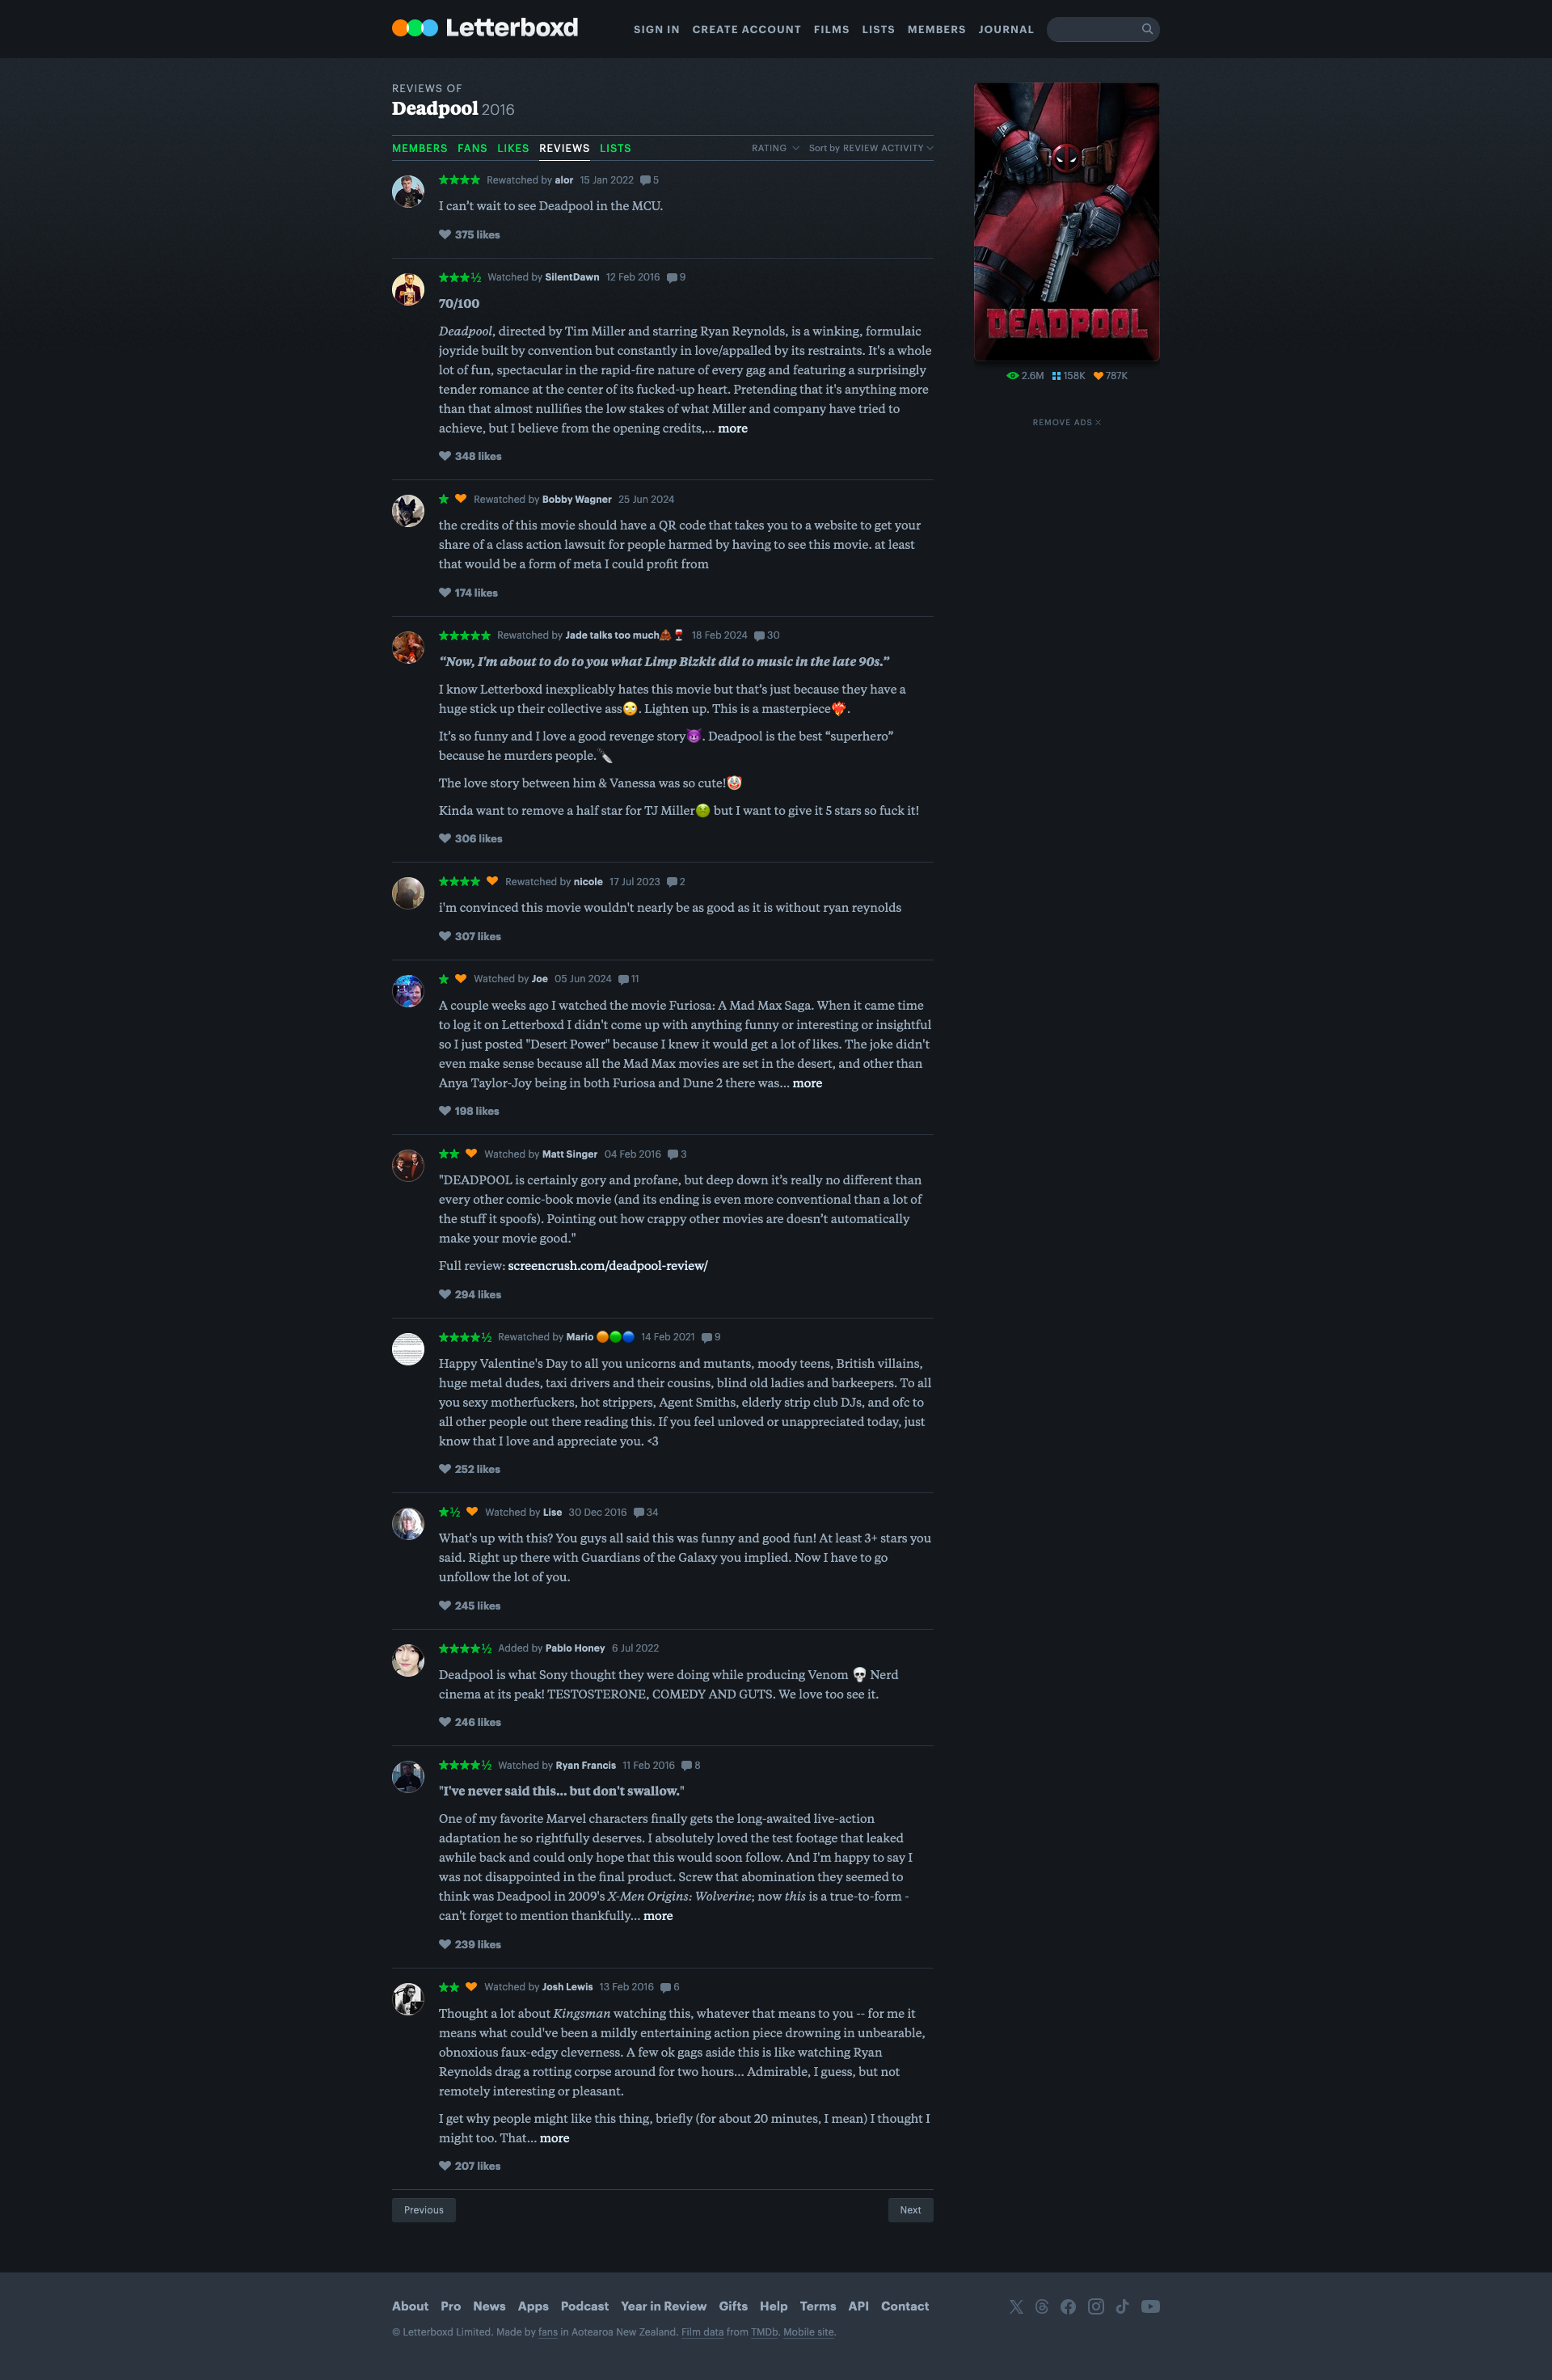 Letterboxd
SIGN IN CREATE ACCOUNT FILMS LISTS MEMBERS JOURNAL
REVIEWS OF
Deadpool 2016
MEMBERS FANS LIKES REVIEWS LISTS
RATING Sort by REVIEW ACTIVITY
DEADPOOL
2.6M 158K 787K
REMOVE ADS
★★★★ Rewatched by alor 15 Jan 2022 5
I can't wait to see Deadpool in the MCU.
375 likes
★★★½ Watched by SilentDawn 12 Feb 2016 9
70/100
Deadpool, directed by Tim Miller and starring Ryan Reynolds, is a winking, formulaic
joyride built by convention but constantly in love/appalled by its restraints. It's a whole
lot of fun, spectacular in the rapid-fire nature of every gag and featuring a surprisingly
tender romance at the center of its fucked-up heart. Pretending that it's anything more
than that almost nullifies the low stakes of what Miller and company have tried to
achieve, but I believe from the opening credits,... more
348 likes
★ Rewatched by Bobby Wagner 25 Jun 2024
the credits of this movie should have a QR code that takes you to a website to get your
share of a class action lawsuit for people harmed by having to see this movie. at least
that would be a form of meta I could profit from
174 likes
★★★★★ Rewatched by Jade talks too much🧣🍷 18 Feb 2024 30
“Now, I'm about to do to you what Limp Bizkit did to music in the late 90s.”
I know Letterboxd inexplicably hates this movie but that's just because they have a
huge stick up their collective ass🙄. Lighten up. This is a masterpiece❤️‍🔥.
It's so funny and I love a good revenge story😈. Deadpool is the best “superhero”
because he murders people.🔪
The love story between him & Vanessa was so cute!🤡
Kinda want to remove a half star for TJ Miller🤢 but I want to give it 5 stars so fuck it!
306 likes
★★★★ Rewatched by nicole 17 Jul 2023 2
i'm convinced this movie wouldn't nearly be as good as it is without ryan reynolds
307 likes
★ Watched by Joe 05 Jun 2024 11
A couple weeks ago I watched the movie Furiosa: A Mad Max Saga. When it came time
to log it on Letterboxd I didn't come up with anything funny or interesting or insightful
so I just posted "Desert Power" because I knew it would get a lot of likes. The joke didn't
even make sense because all the Mad Max movies are set in the desert, and other than
Anya Taylor-Joy being in both Furiosa and Dune 2 there was... more
198 likes
★★ Watched by Matt Singer 04 Feb 2016 3
"DEADPOOL is certainly gory and profane, but deep down it’s really no different than
every other comic-book movie (and its ending is even more conventional than a lot of
the stuff it spoofs). Pointing out how crappy other movies are doesn’t automatically
make your movie good."
Full review: screencrush.com/deadpool-review/
294 likes
★★★★½ Rewatched by Mario 🟠🟢🔵 14 Feb 2021 9
Happy Valentine's Day to all you unicorns and mutants, moody teens, British villains,
huge metal dudes, taxi drivers and their cousins, blind old ladies and barkeepers. To all
you sexy motherfuckers, hot strippers, Agent Smiths, elderly strip club DJs, and ofc to
all other people out there reading this. If you feel unloved or unappreciated today, just
know that I love and appreciate you. <3
252 likes
★½ Watched by Lise 30 Dec 2016 34
What's up with this? You guys all said this was funny and good fun! At least 3+ stars you
said. Right up there with Guardians of the Galaxy you implied. Now I have to go
unfollow the lot of you.
245 likes
★★★★½ Added by Pablo Honey 6 Jul 2022
Deadpool is what Sony thought they were doing while producing Venom 💀 Nerd
cinema at its peak! TESTOSTERONE, COMEDY AND GUTS. We love too see it.
246 likes
★★★★½ Watched by Ryan Francis 11 Feb 2016 8
"I've never said this... but don't swallow."
One of my favorite Marvel characters finally gets the long-awaited live-action
adaptation he so rightfully deserves. I absolutely loved the test footage that leaked
awhile back and could only hope that this would soon follow. And I'm happy to say I
was not disappointed in the final product. Screw that abomination they seemed to
think was Deadpool in 2009's X-Men Origins: Wolverine; now this is a true-to-form -
can't forget to mention thankfully... more
239 likes
★★ Watched by Josh Lewis 13 Feb 2016 6
Thought a lot about Kingsman watching this, whatever that means to you -- for me it
means what could've been a mildly entertaining action piece drowning in unbearable,
obnoxious faux-edgy cleverness. A few ok gags aside this is like watching Ryan
Reynolds drag a rotting corpse around for two hours... Admirable, I guess, but not
remotely interesting or pleasant.
I get why people might like this thing, briefly (for about 20 minutes, I mean) I thought I
might too. That... more
207 likes
Previous Next
About Pro News Apps Podcast Year in Review Gifts Help Terms API Contact
© Letterboxd Limited. Made by fans in Aotearoa New Zealand. Film data from TMDb. Mobile site.